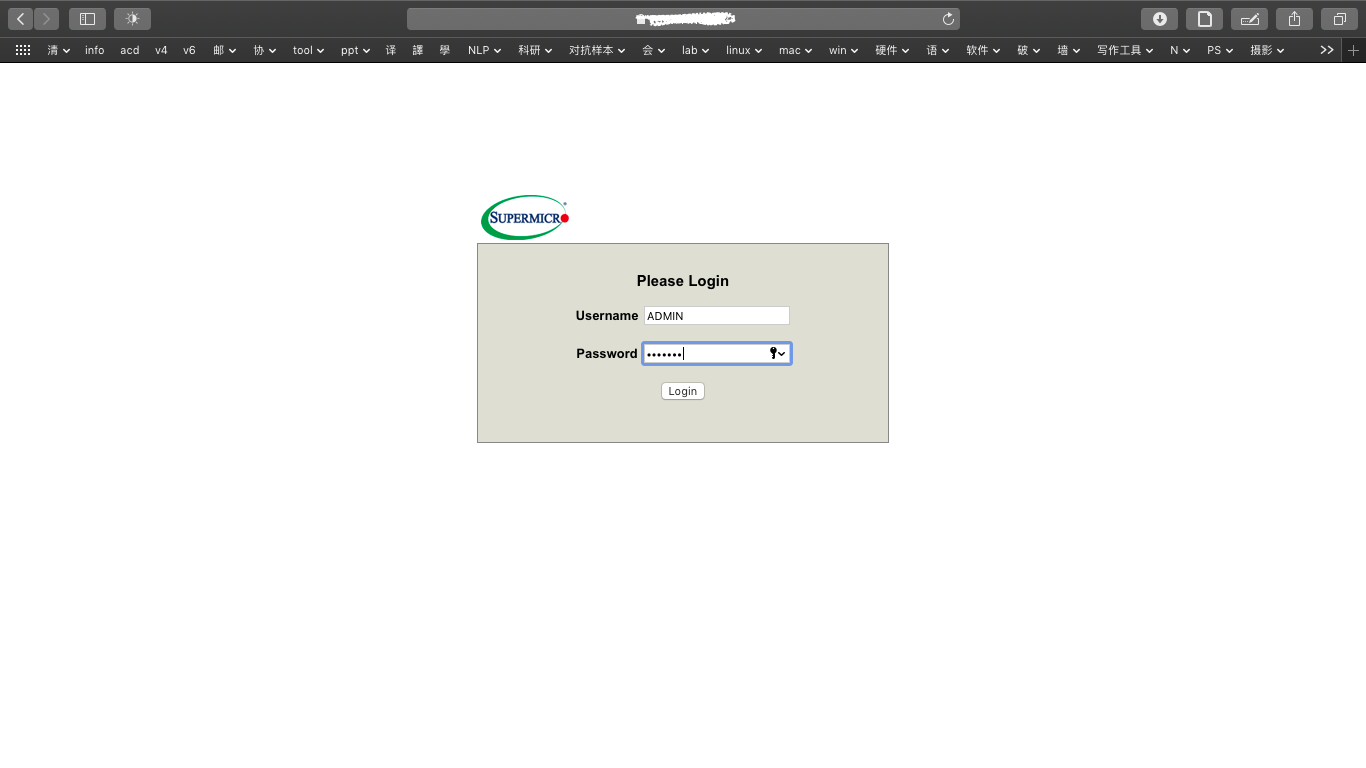 清 info acd v4 v6 邮 协 tool ppt 译 譯 學 NLP 科研 对抗样本 会 lab linux mac win 硬件 语 软件 破 墙 写作工具 N PS 摄影
SUPERMICRO
Please Login
Username ADMIN
Password
Login